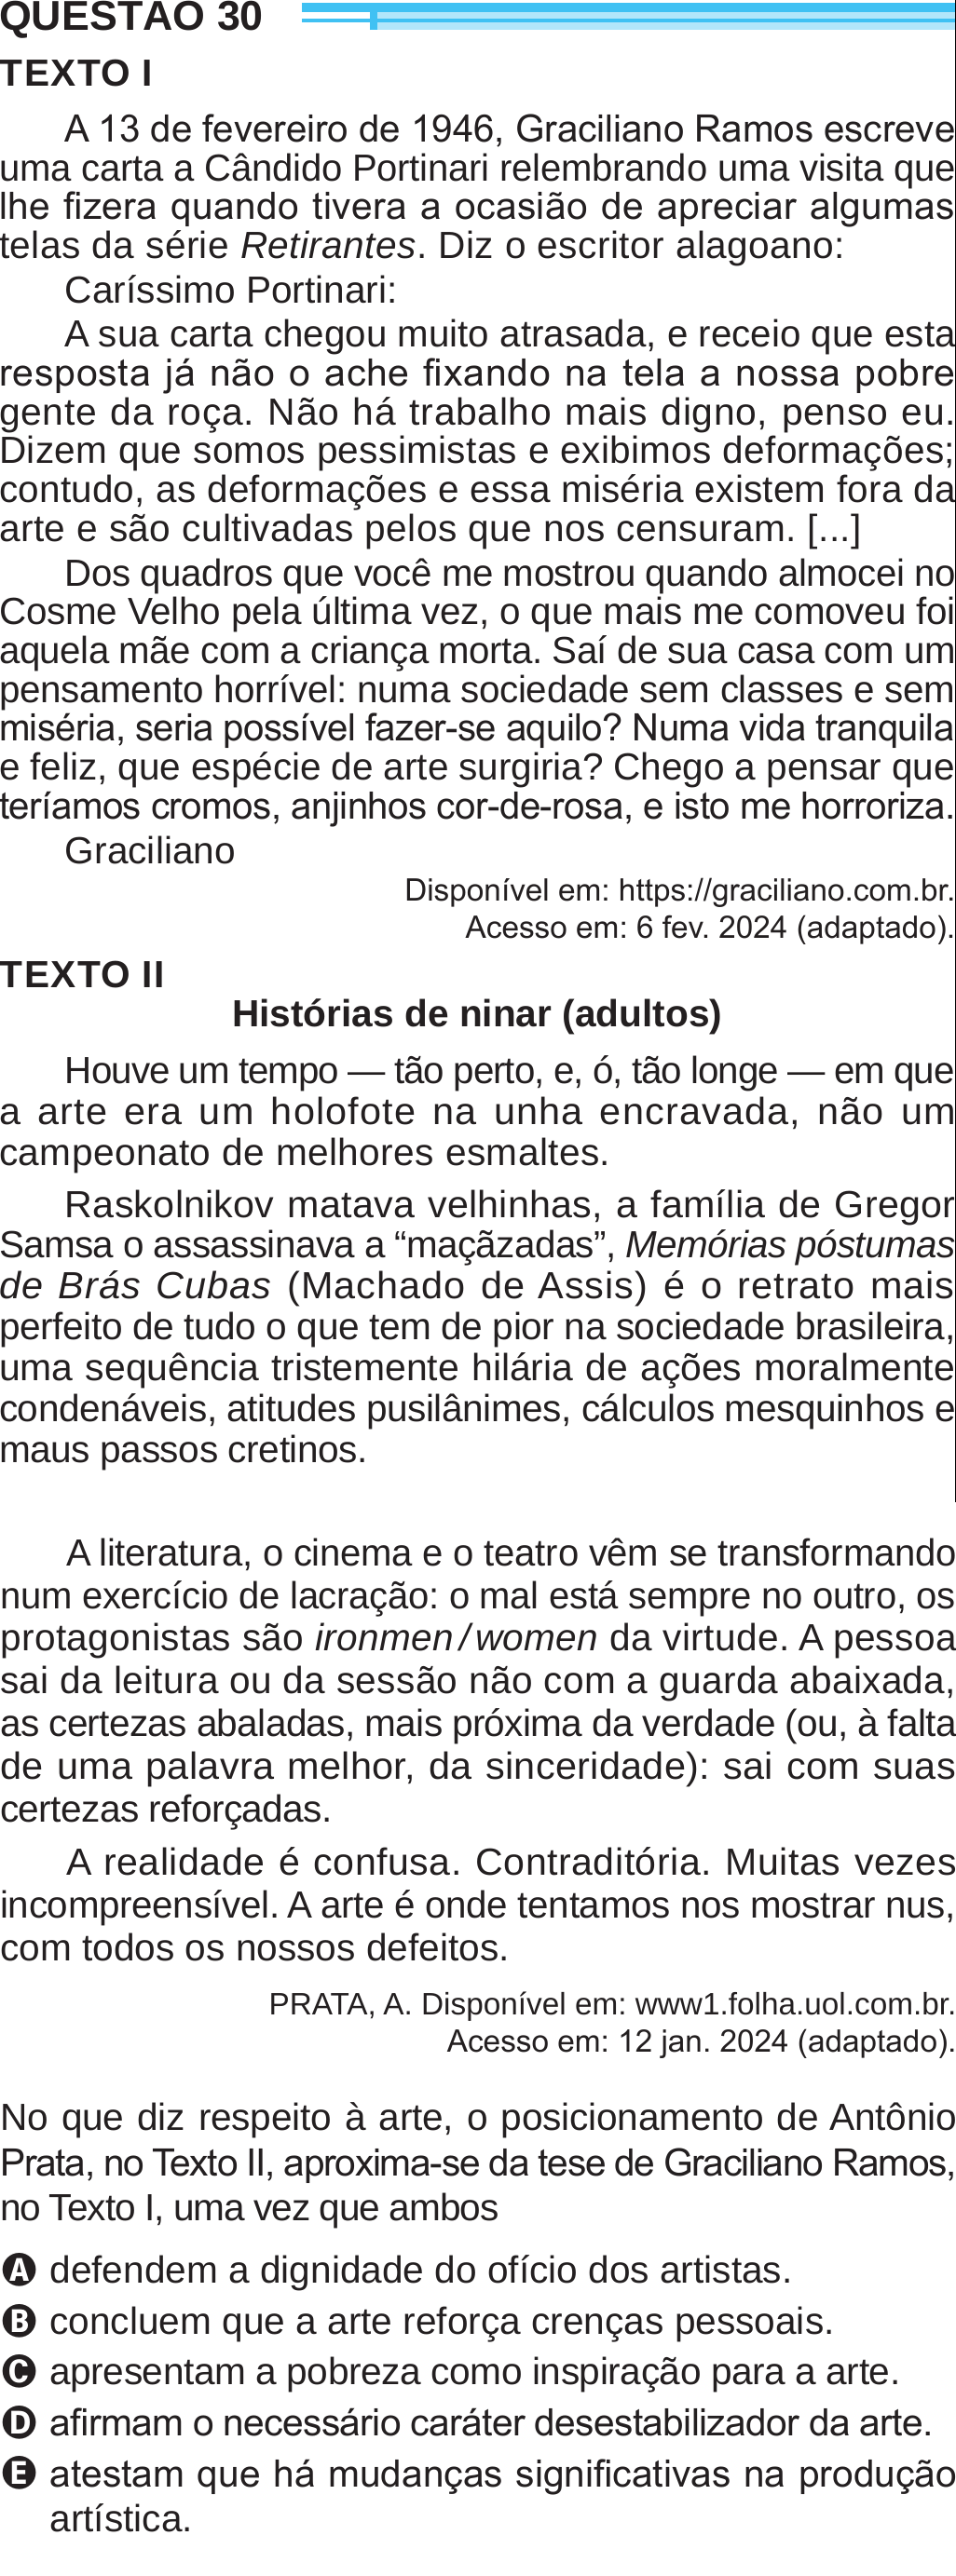 QUESTÃO 30
TEXTO I
A 13 de fevereiro de 1946, Graciliano Ramos escreve
uma carta a Cândido Portinari relembrando uma visita que
lhe fizera quando tivera a ocasião de apreciar algumas
telas da série Retirantes. Diz o escritor alagoano:
Caríssimo Portinari:
A sua carta chegou muito atrasada, e receio que esta
resposta já não o ache fixando na tela a nossa pobre
gente da roça. Não há trabalho mais digno, penso eu.
Dizem que somos pessimistas e exibimos deformações;
contudo, as deformações e essa miséria existem fora da
arte e são cultivadas pelos que nos censuram. [...]
Dos quadros que você me mostrou quando almocei no
Cosme Velho pela última vez, o que mais me comoveu foi
aquela mãe com a criança morta. Saí de sua casa com um
pensamento horrível: numa sociedade sem classes e sem
miséria, seria possível fazer-se aquilo? Numa vida tranquila
e feliz, que espécie de arte surgiria? Chego a pensar que
teríamos cromos, anjinhos cor-de-rosa, e isto me horroriza.
Graciliano
Disponível em: https://graciliano.com.br.
Acesso em: 6 fev. 2024 (adaptado).
TEXTO II
Histórias de ninar (adultos)
Houve um tempo — tão perto, e, ó, tão longe — em que
a arte era um holofote na unha encravada, não um
campeonato de melhores esmaltes.
Raskolnikov matava velhinhas, a família de Gregor
Samsa o assassinava a “maçãzadas”, Memórias póstumas
de Brás Cubas (Machado de Assis) é o retrato mais
perfeito de tudo o que tem de pior na sociedade brasileira,
uma sequência tristemente hilária de ações moralmente
condenáveis, atitudes pusilânimes, cálculos mesquinhos e
maus passos cretinos.
A literatura, o cinema e o teatro vêm se transformando
num exercício de lacração: o mal está sempre no outro, os
protagonistas são ironmen/women da virtude. A pessoa
sai da leitura ou da sessão não com a guarda abaixada,
as certezas abaladas, mais próxima da verdade (ou, à falta
de uma palavra melhor, da sinceridade): sai com suas
certezas reforçadas.
A realidade é confusa. Contraditória. Muitas vezes
incompreensível. A arte é onde tentamos nos mostrar nus,
com todos os nossos defeitos.
PRATA, A. Disponível em: www1.folha.uol.com.br.
Acesso em: 12 jan. 2024 (adaptado).
No que diz respeito à arte, o posicionamento de Antônio
Prata, no Texto II, aproxima-se da tese de Graciliano Ramos,
no Texto I, uma vez que ambos
A defendem a dignidade do ofício dos artistas.
B concluem que a arte reforça crenças pessoais.
C apresentam a pobreza como inspiração para a arte.
D afirmam o necessário caráter desestabilizador da arte.
E atestam que há mudanças significativas na produção
artística.